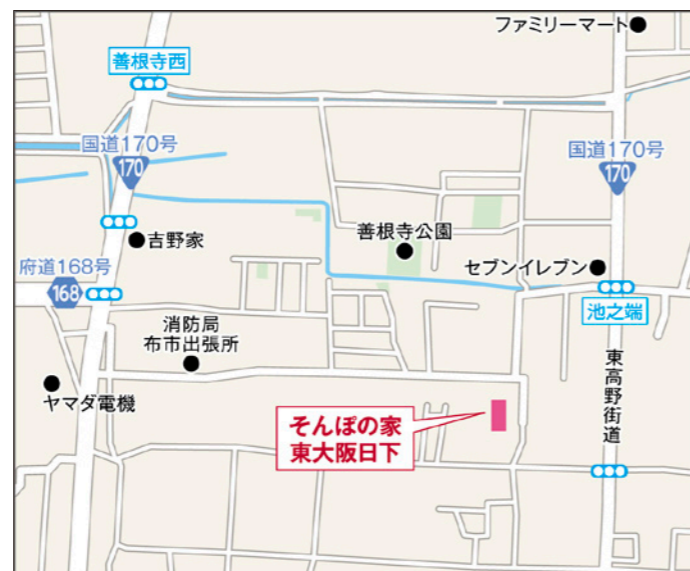 ファミリーマート
善根寺西
国道170号
170
国道170号
170
吉野家
善根寺公園
セブンイレブン
府道168号
168
池之端
消防局
布市出張所
ヤマダ電機
東高野街道
そんぽの家
東大阪日下